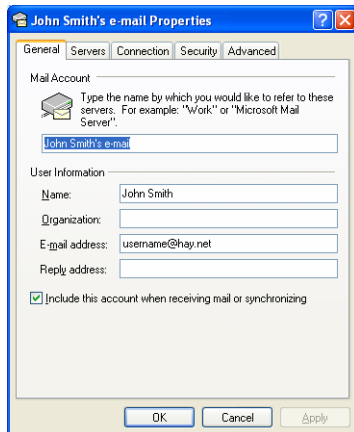 John Smith's e-mail Properties
General Servers Connection Security Advanced
Mail Account
Type the name by which you would like to refer to these
servers. For example: "Work" or "Microsoft Mail
Server".
John Smith's e-mail
User Information
Name: John Smith
Organization:
E-mail address: username@hay.net
Reply address:
Include this account when receiving mail or synchronizing
OK Cancel Apply